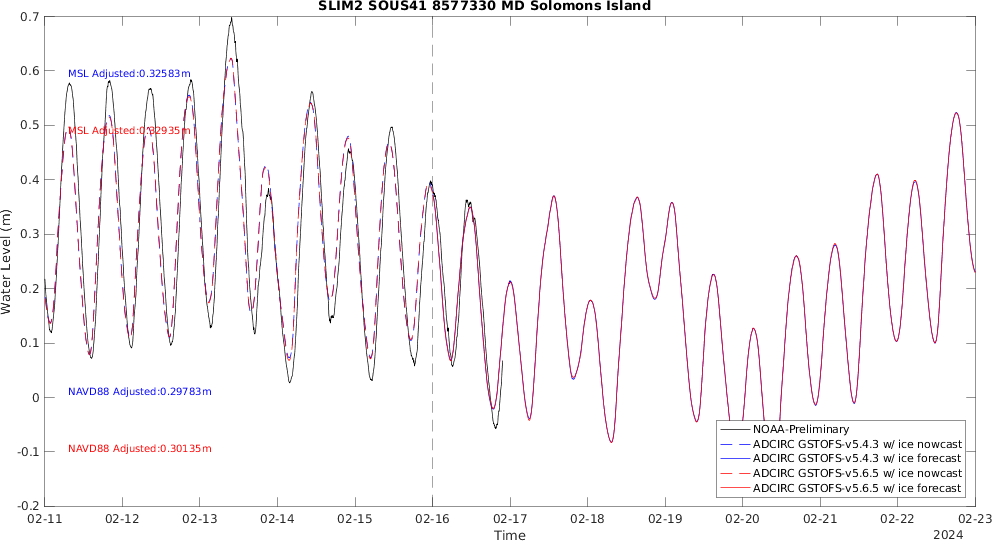 SLIM2 SOUS41 8577330 MD Solomons Island
0.7
0.6
0.5
0.4
0.3
0.2
0.1
0
-0.1
-0.2
Water Level (m)
MSL Adjusted:0.32583m
MSL Adjusted:0.32935m
NAVD88 Adjusted:0.29783m
NAVD88 Adjusted:0.30135m
NOAA-Preliminary
ADCIRC GSTOFS-v5.4.3 w/ ice nowcast
ADCIRC GSTOFS-v5.4.3 w/ ice forecast
ADCIRC GSTOFS-v5.6.5 w/ ice nowcast
ADCIRC GSTOFS-v5.6.5 w/ ice forecast
02-11 02-12 02-13 02-14 02-15 02-16 02-17 02-18 02-19 02-20 02-21 02-22 02-23
Time
2024